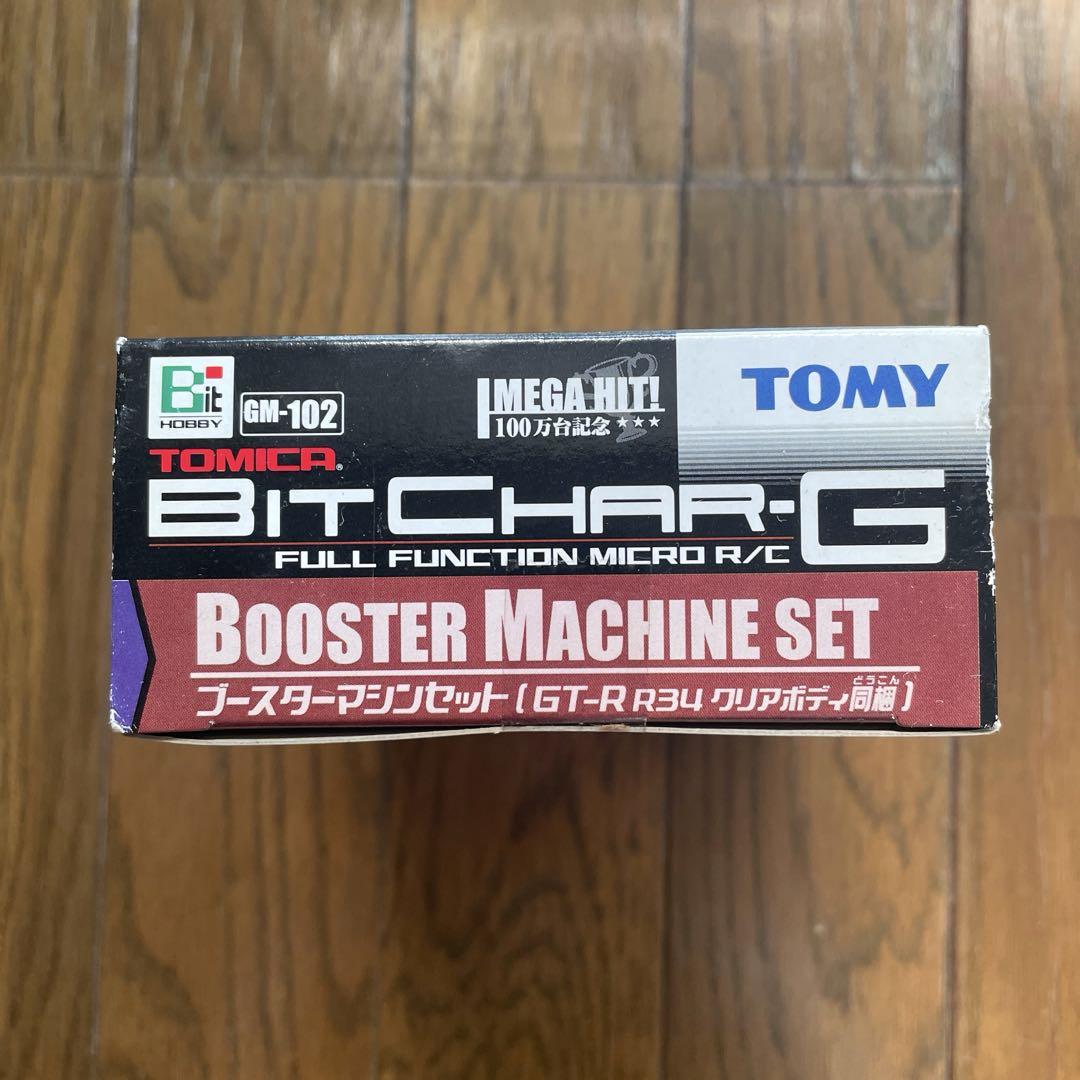 Bit
HOBBY
GM-102
MEGA HIT!
100万台記念 ★★★
TOMY
TOMICA®
BIT CHAR-G
FULL FUNCTION MICRO R/C
BOOSTER MACHINE SET
どうこん
ブースターマシンセット [ GT-R R34 クリアボディ同梱 ]